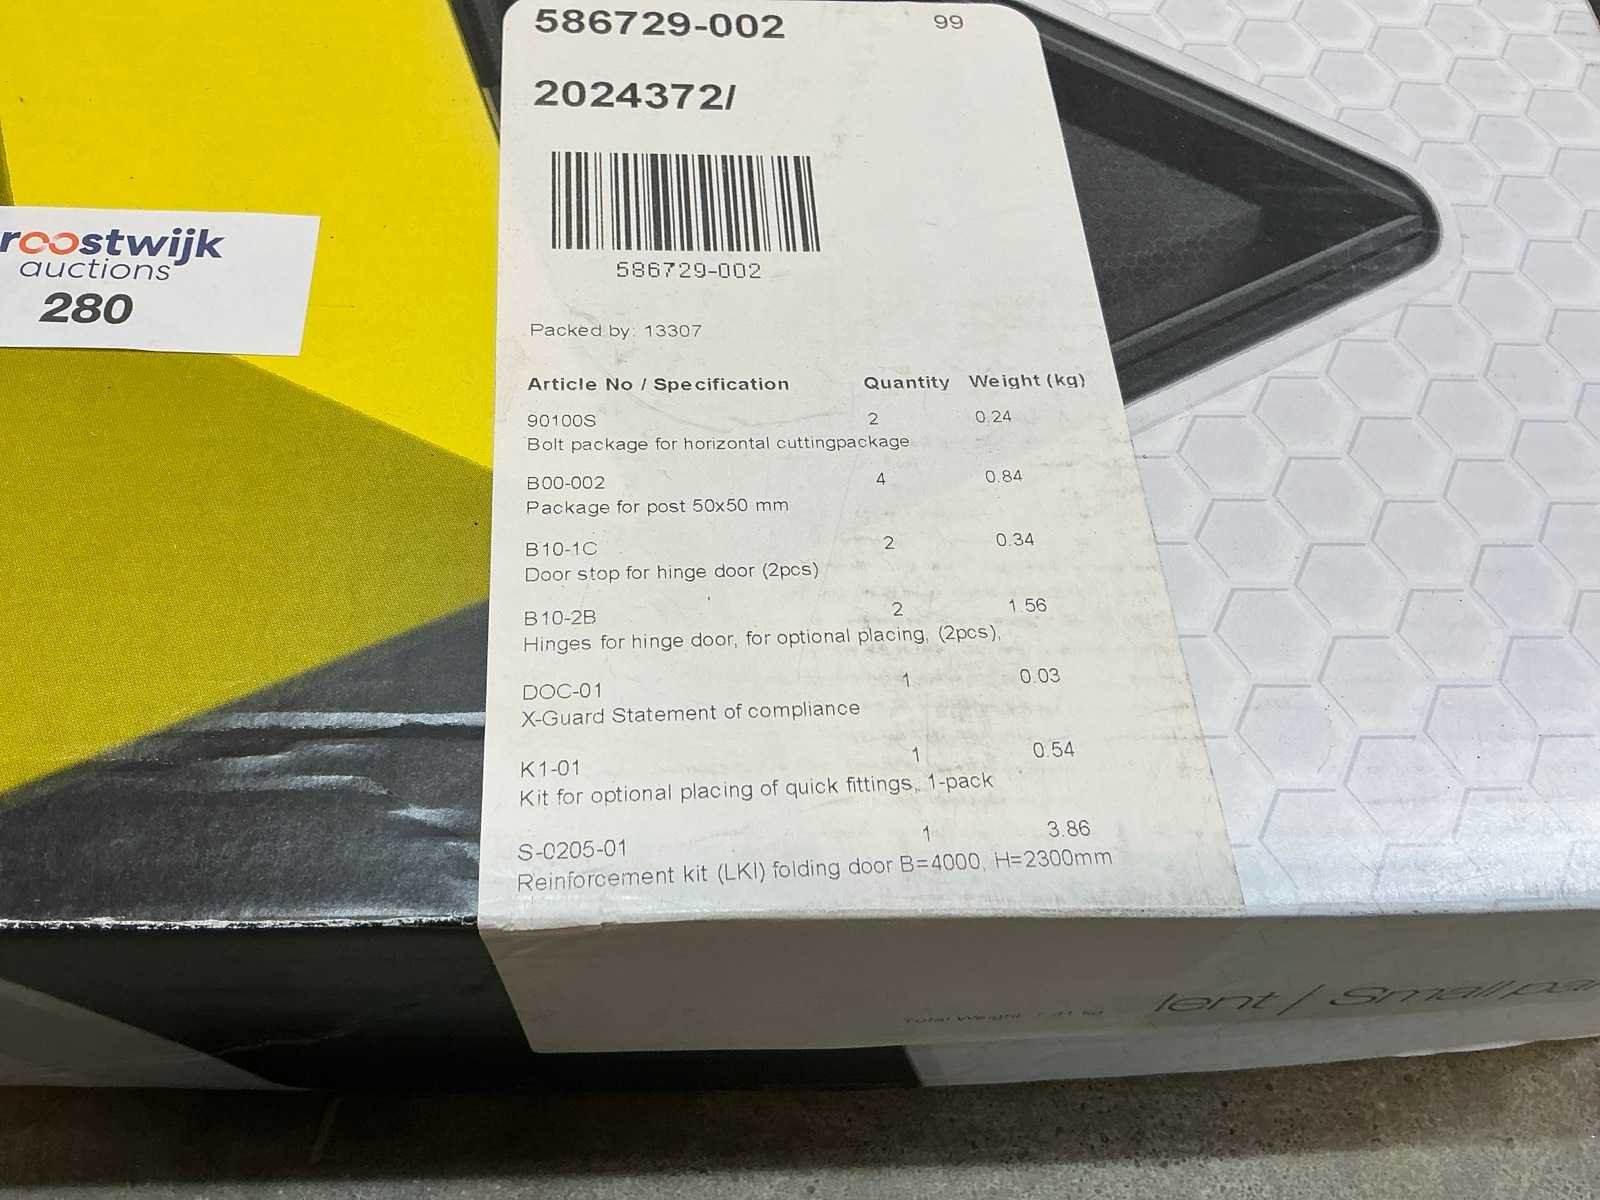 586729-002 99
2024372/
586729-002
roostwijk
auctions
280
Packed by: 13307
Article No / Specification Quantity Weight (kg)
90100S 2 0.24
Bolt package for horizontal cuttingpackage
B00-002 4 0.84
Package for post 50x50 mm
B10-1C 2 0.34
Door stop for hinge door (2pcs)
B10-2B 2 1.56
Hinges for hinge door, for optional placing, (2pcs),
DOC-01 1 0.03
X-Guard Statement of compliance
K1-01 1 0.54
Kit for optional placing of quick fittings, 1-pack
S-0205-01 1 3.86
Reinforcement kit (LKI) folding door B=4000, H=2300mm
Total Weight kg
lent / Small par